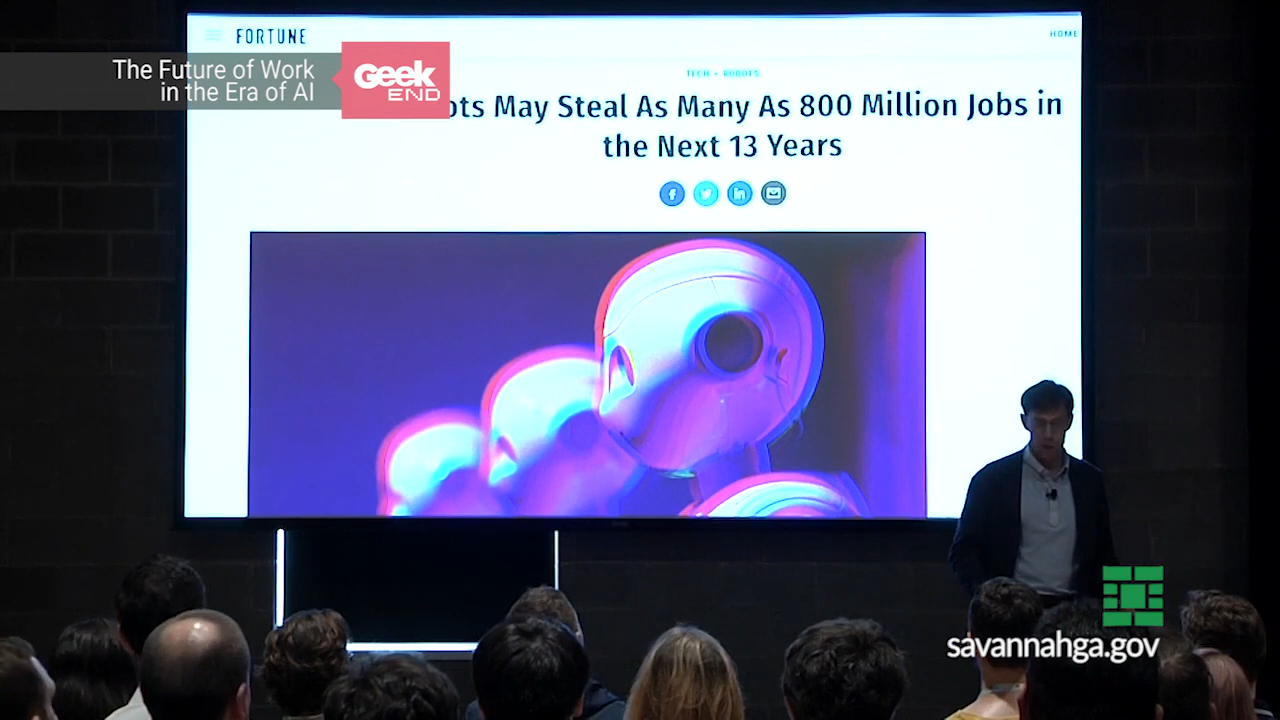 FORTUNE
HOME
The Future of Work
in the Era of AI
Geek
END
TECH • ROBOTS
ots May Steal As Many As 800 Million Jobs in
the Next 13 Years
f
in
savannahga.gov